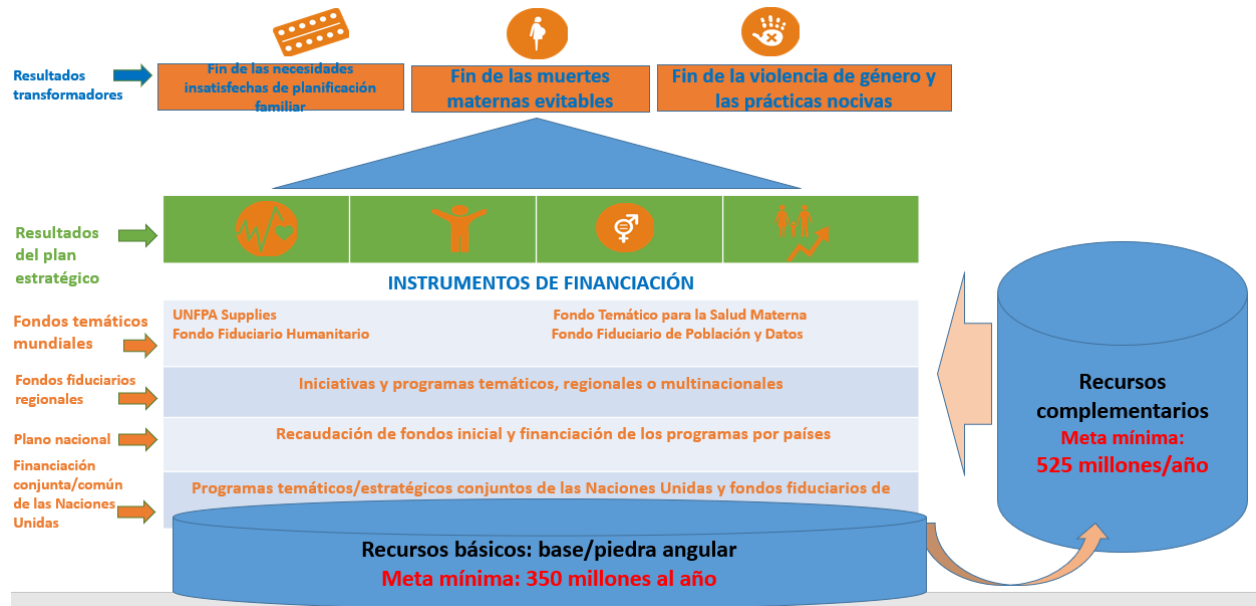 Resultados
transformadores
Fin de las necesidades
insatisfechas de planificación
familiar
Fin de las muertes
maternas evitables
Fin de la violencia de género y
las prácticas nocivas
Resultados
del plan
estratégico
INSTRUMENTOS DE FINANCIACIÓN
Fondos temáticos
mundiales
UNFPA Supplies
Fondo Fiduciario Humanitario
Fondo Temático para la Salud Materna
Fondo Fiduciario de Población y Datos
Fondos fiduciarios
regionales
Iniciativas y programas temáticos, regionales o multinacionales
Plano nacional
Recaudación de fondos inicial y financiación de los programas por países
Financiación
conjunta/común
de las Naciones
Unidas
Programas temáticos/estratégicos conjuntos de las Naciones Unidas y fondos fiduciarios de
Recursos básicos: base/piedra angular
Meta mínima: 350 millones al año
Recursos
complementarios
Meta mínima:
525 millones/año